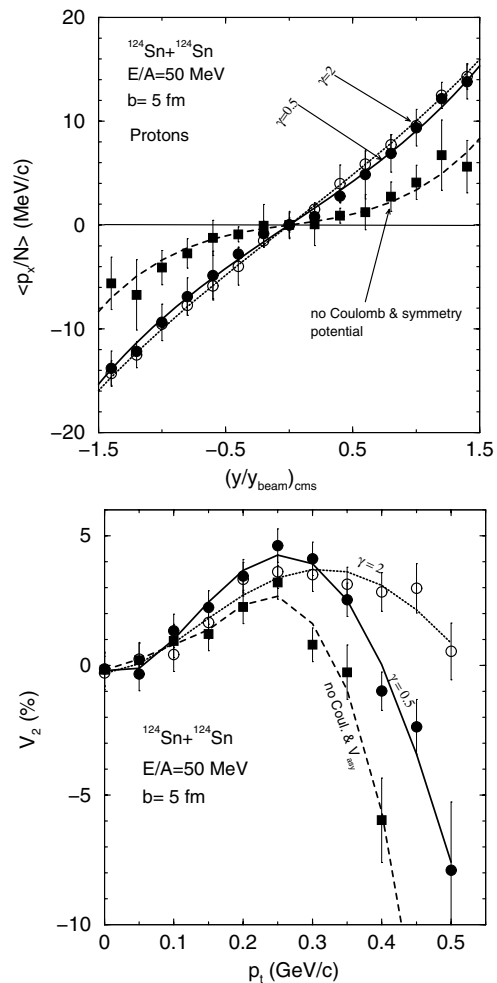 20
¹²⁴Sn+¹²⁴Sn
E/A=50 MeV
b= 5 fm
Protons
γ=2
γ=0.5
10
0
−10
−20
<pₓ/N> (MeV/c)
no Coulomb & symmetry
potential
−1.5 −0.5 0.5 1.5
(y/y_beam)_cms
10
5
0
−5
−10
V₂ (%)
γ=2
γ=0.5
no Coul. & V_asy
¹²⁴Sn+¹²⁴Sn
E/A=50 MeV
b= 5 fm
0 0.1 0.2 0.3 0.4 0.5
p_t (GeV/c)